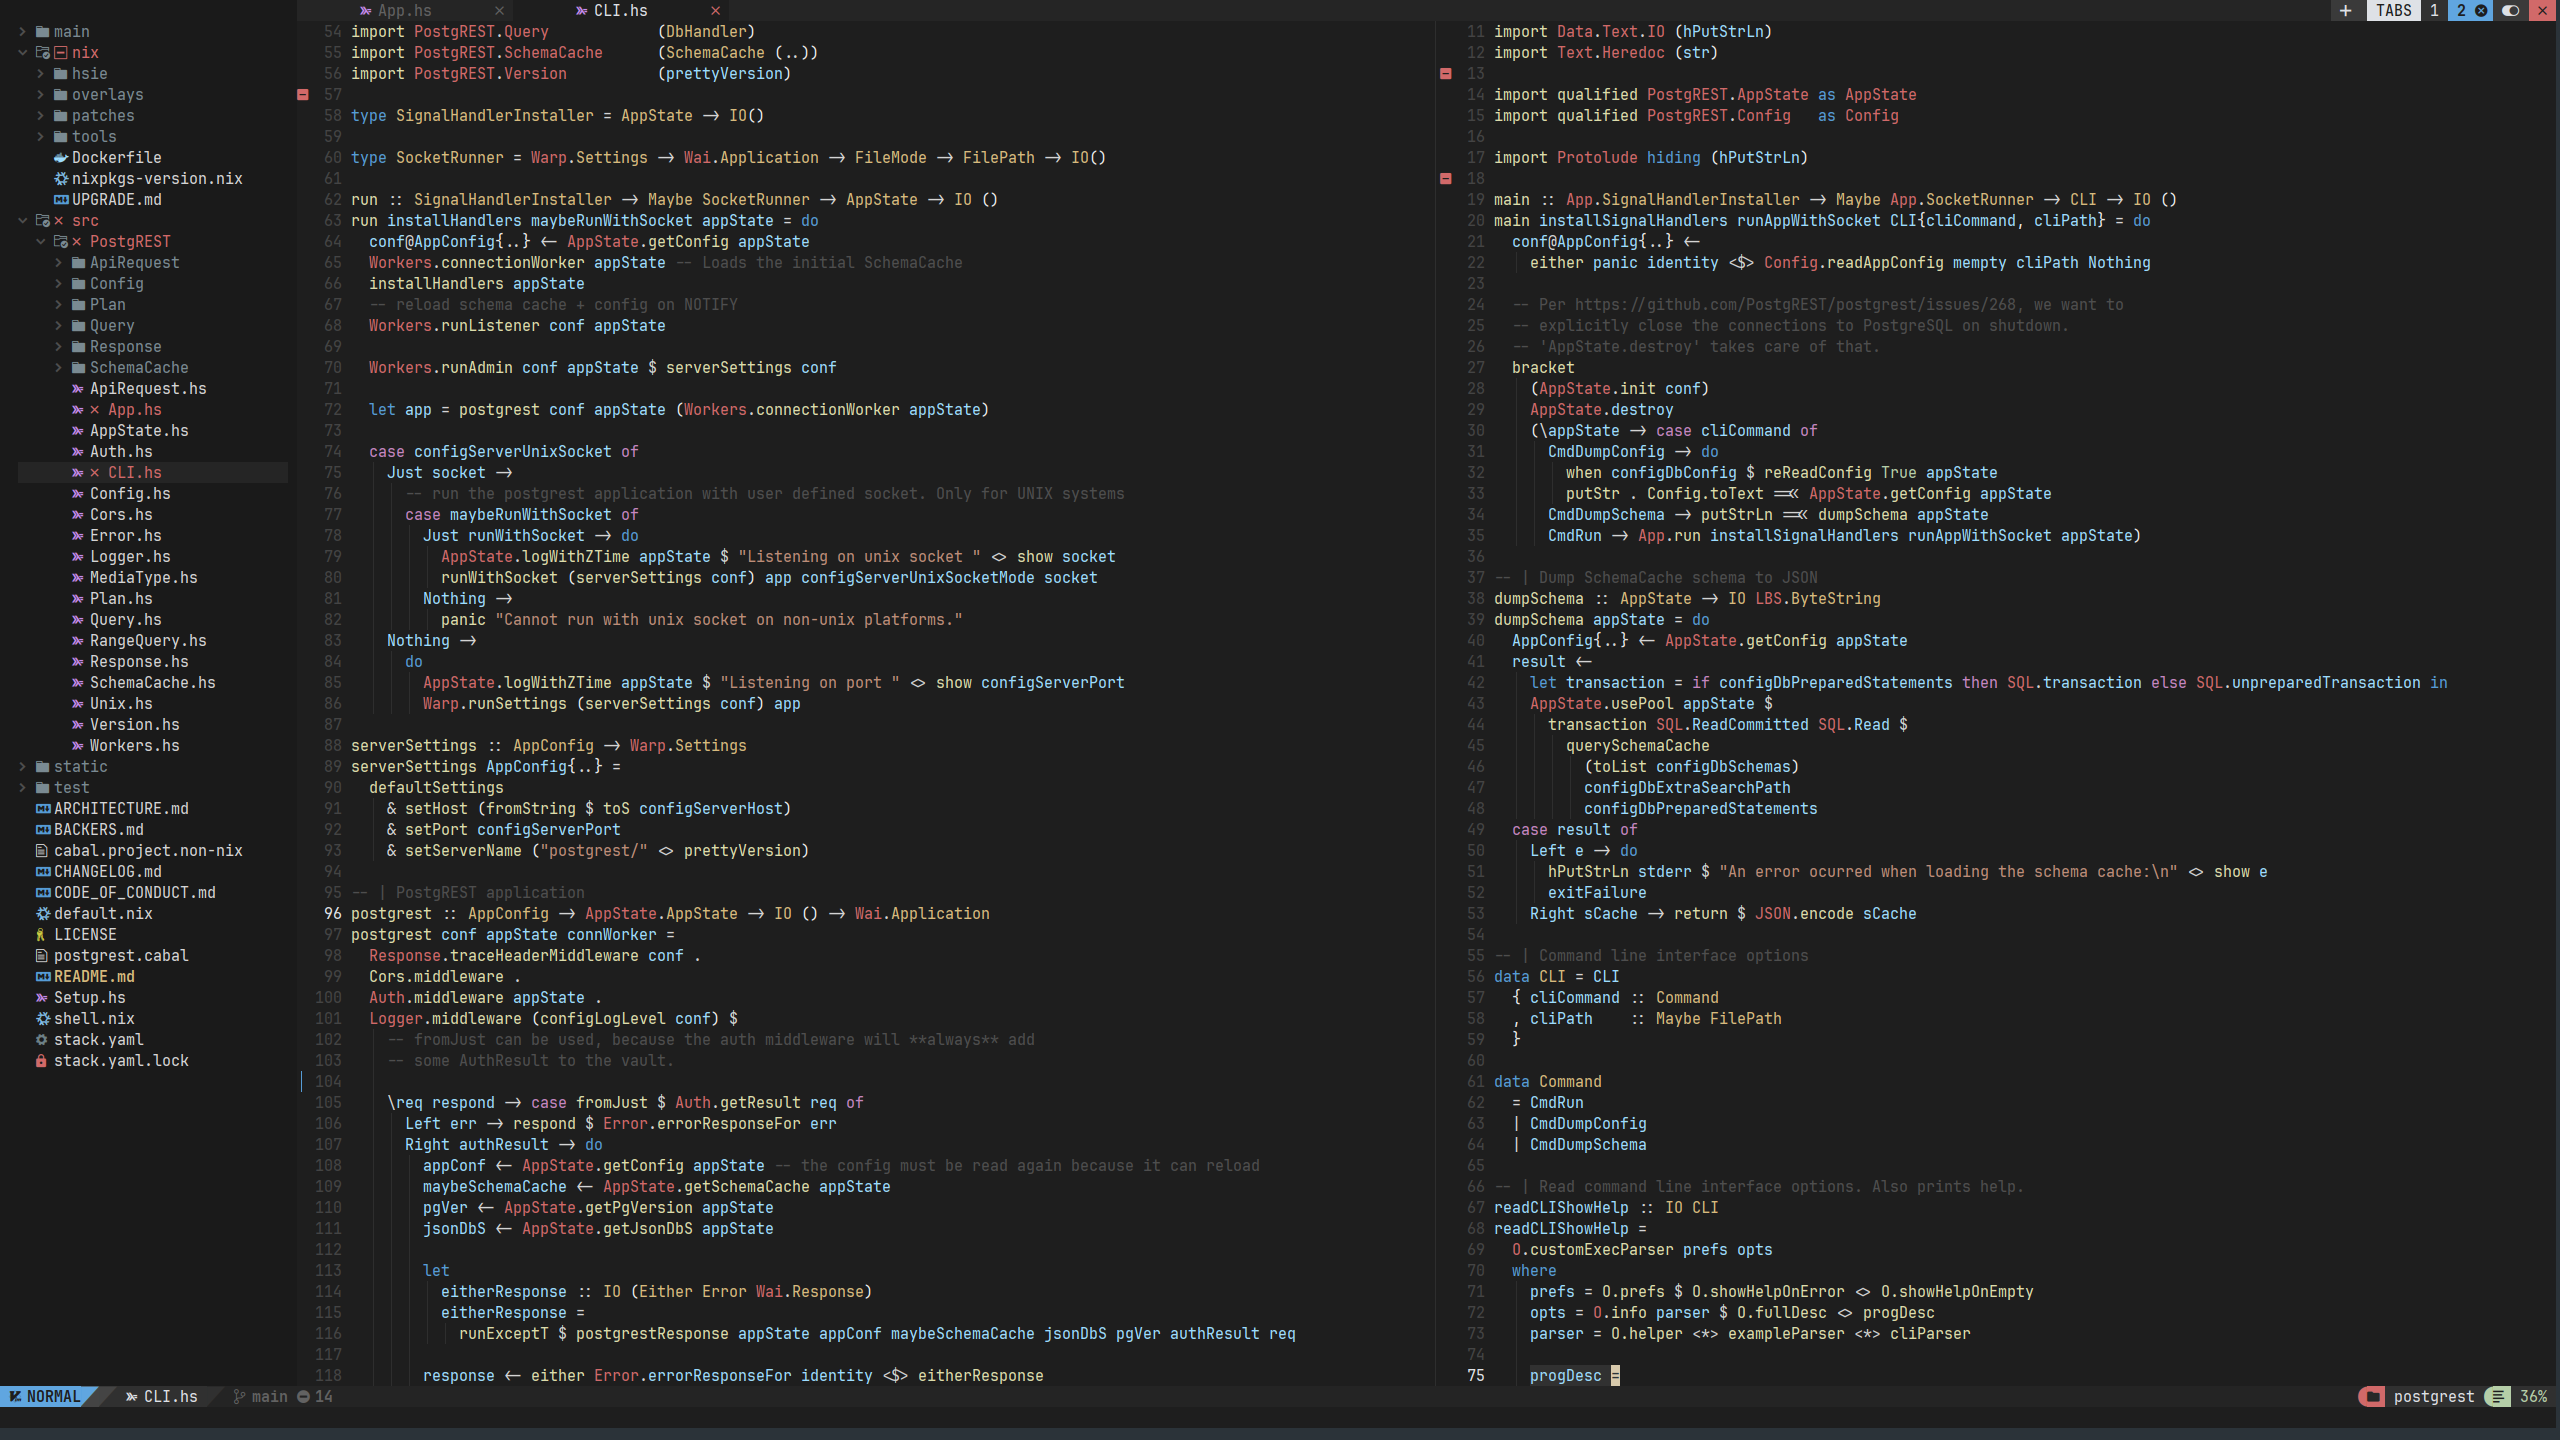 App.hs
CLI.hs
TABS 1 2
main
nix
hsie
overlays
patches
tools
Dockerfile
nixpkgs-version.nix
UPGRADE.md
src
PostgREST
ApiRequest
Config
Plan
Query
Response
SchemaCache
ApiRequest.hs
App.hs
AppState.hs
Auth.hs
CLI.hs
Config.hs
Cors.hs
Error.hs
Logger.hs
MediaType.hs
Plan.hs
Query.hs
RangeQuery.hs
Response.hs
SchemaCache.hs
Unix.hs
Version.hs
Workers.hs
static
test
ARCHITECTURE.md
BACKERS.md
cabal.project.non-nix
CHANGELOG.md
CODE_OF_CONDUCT.md
default.nix
LICENSE
postgrest.cabal
README.md
Setup.hs
shell.nix
stack.yaml
stack.yaml.lock
54 import PostgREST.Query            (DbHandler)
55 import PostgREST.SchemaCache      (SchemaCache (..))
56 import PostgREST.Version          (prettyVersion)
57
58 type SignalHandlerInstaller = AppState -> IO()
59
60 type SocketRunner = Warp.Settings -> Wai.Application -> FileMode -> FilePath -> IO()
61
62 run :: SignalHandlerInstaller -> Maybe SocketRunner -> AppState -> IO ()
63 run installHandlers maybeRunWithSocket appState = do
64   conf@AppConfig{..} <- AppState.getConfig appState
65   Workers.connectionWorker appState -- Loads the initial SchemaCache
66   installHandlers appState
67   -- reload schema cache + config on NOTIFY
68   Workers.runListener conf appState
69
70   Workers.runAdmin conf appState $ serverSettings conf
71
72   let app = postgrest conf appState (Workers.connectionWorker appState)
73
74   case configServerUnixSocket of
75     Just socket ->
76       -- run the postgrest application with user defined socket. Only for UNIX systems
77       case maybeRunWithSocket of
78         Just runWithSocket -> do
79           AppState.logWithZTime appState $ "Listening on unix socket " <> show socket
80           runWithSocket (serverSettings conf) app configServerUnixSocketMode socket
81         Nothing ->
82           panic "Cannot run with unix socket on non-unix platforms."
83     Nothing ->
84       do
85         AppState.logWithZTime appState $ "Listening on port " <> show configServerPort
86         Warp.runSettings (serverSettings conf) app
87
88 serverSettings :: AppConfig -> Warp.Settings
89 serverSettings AppConfig{..} =
90   defaultSettings
91     & setHost (fromString $ toS configServerHost)
92     & setPort configServerPort
93     & setServerName ("postgrest/" <> prettyVersion)
94
95 -- | PostgREST application
96 postgrest :: AppConfig -> AppState.AppState -> IO () -> Wai.Application
97 postgrest conf appState connWorker =
98   Response.traceHeaderMiddleware conf .
99   Cors.middleware .
100   Auth.middleware appState .
101   Logger.middleware (configLogLevel conf) $
102     -- fromJust can be used, because the auth middleware will **always** add
103     -- some AuthResult to the vault.
104
105     \req respond -> case fromJust $ Auth.getResult req of
106       Left err -> respond $ Error.errorResponseFor err
107       Right authResult -> do
108         appConf <- AppState.getConfig appState -- the config must be read again because it can reload
109         maybeSchemaCache <- AppState.getSchemaCache appState
110         pgVer <- AppState.getPgVersion appState
111         jsonDbS <- AppState.getJsonDbS appState
112
113         let
114           eitherResponse :: IO (Either Error Wai.Response)
115           eitherResponse =
116             runExceptT $ postgrestResponse appState appConf maybeSchemaCache jsonDbS pgVer authResult req
117
118         response <- either Error.errorResponseFor identity <$> eitherResponse
11 import Data.Text.IO (hPutStrLn)
12 import Text.Heredoc (str)
13
14 import qualified PostgREST.AppState as AppState
15 import qualified PostgREST.Config   as Config
16
17 import Protolude hiding (hPutStrLn)
18
19 main :: App.SignalHandlerInstaller -> Maybe App.SocketRunner -> CLI -> IO ()
20 main installSignalHandlers runAppWithSocket CLI{cliCommand, cliPath} = do
21   conf@AppConfig{..} <-
22     either panic identity <$> Config.readAppConfig mempty cliPath Nothing
23
24   -- Per https://github.com/PostgREST/postgrest/issues/268, we want to
25   -- explicitly close the connections to PostgreSQL on shutdown.
26   -- 'AppState.destroy' takes care of that.
27   bracket
28     (AppState.init conf)
29     AppState.destroy
30     (\appState -> case cliCommand of
31       CmdDumpConfig -> do
32         when configDbConfig $ reReadConfig True appState
33         putStr . Config.toText =<< AppState.getConfig appState
34       CmdDumpSchema -> putStrLn =<< dumpSchema appState
35       CmdRun -> App.run installSignalHandlers runAppWithSocket appState)
36
37 -- | Dump SchemaCache schema to JSON
38 dumpSchema :: AppState -> IO LBS.ByteString
39 dumpSchema appState = do
40   AppConfig{..} <- AppState.getConfig appState
41   result <-
42     let transaction = if configDbPreparedStatements then SQL.transaction else SQL.unpreparedTransaction in
43     AppState.usePool appState $
44       transaction SQL.ReadCommitted SQL.Read $
45         querySchemaCache
46           (toList configDbSchemas)
47           configDbExtraSearchPath
48           configDbPreparedStatements
49   case result of
50     Left e -> do
51       hPutStrLn stderr $ "An error ocurred when loading the schema cache:\n" <> show e
52       exitFailure
53     Right sCache -> return $ JSON.encode sCache
54
55 -- | Command line interface options
56 data CLI = CLI
57   { cliCommand :: Command
58   , cliPath    :: Maybe FilePath
59   }
60
61 data Command
62   = CmdRun
63   | CmdDumpConfig
64   | CmdDumpSchema
65
66 -- | Read command line interface options. Also prints help.
67 readCLIShowHelp :: IO CLI
68 readCLIShowHelp =
69   O.customExecParser prefs opts
70   where
71     prefs = O.prefs $ O.showHelpOnError <> O.showHelpOnEmpty
72     opts = O.info parser $ O.fullDesc <> progDesc
73     parser = O.helper <*> exampleParser <*> cliParser
74
75     progDesc =
NORMAL CLI.hs main 14 postgrest 36%